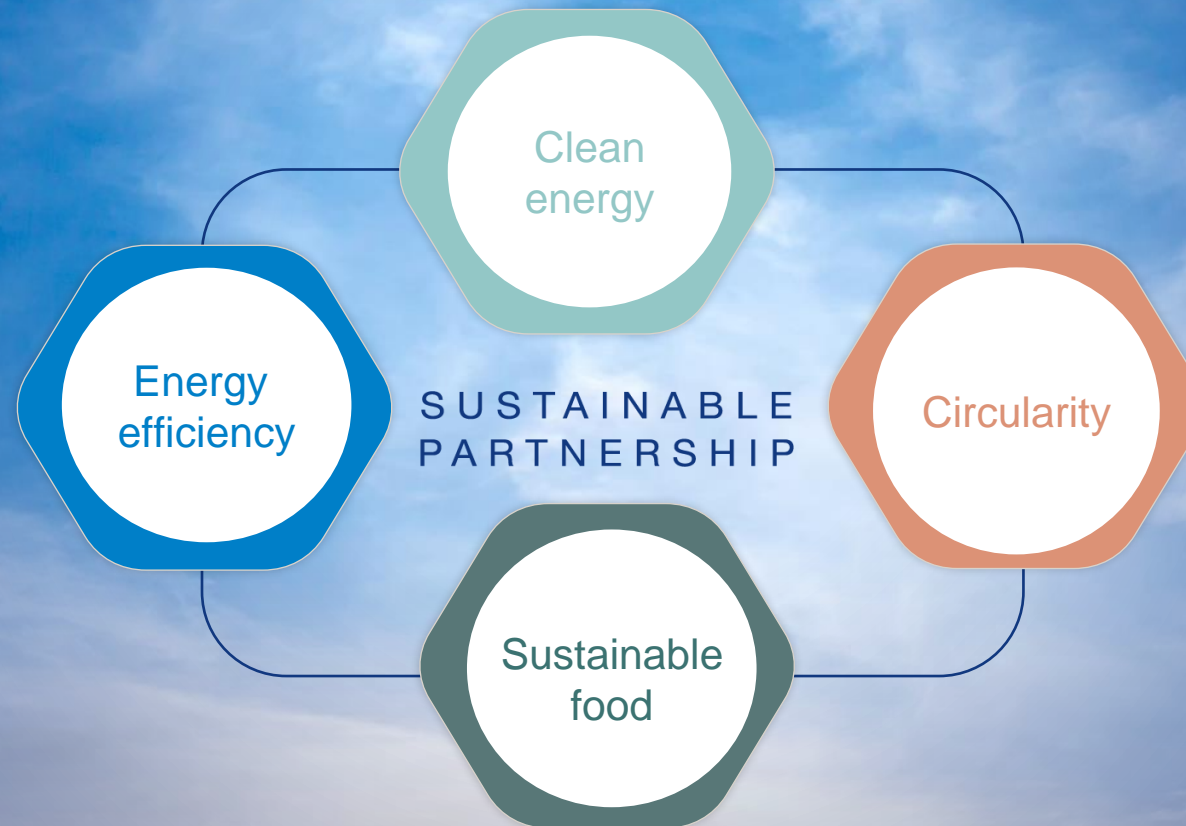 Clean
energy
Energy
efficiency
SUSTAINABLE
PARTNERSHIP
Circularity
Sustainable
food